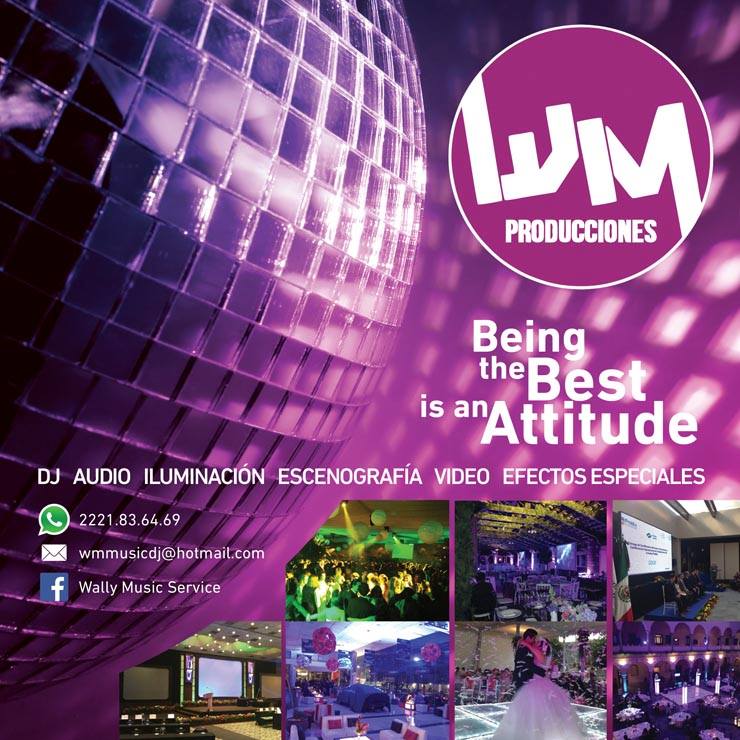 WM
PRODUCCIONES
Being
the Best
is an Attitude
DJ AUDIO ILUMINACIÓN ESCENOGRAFÍA VIDEO EFECTOS ESPECIALES
2221.83.64.69
wmmusicdj@hotmail.com
Wally Music Service